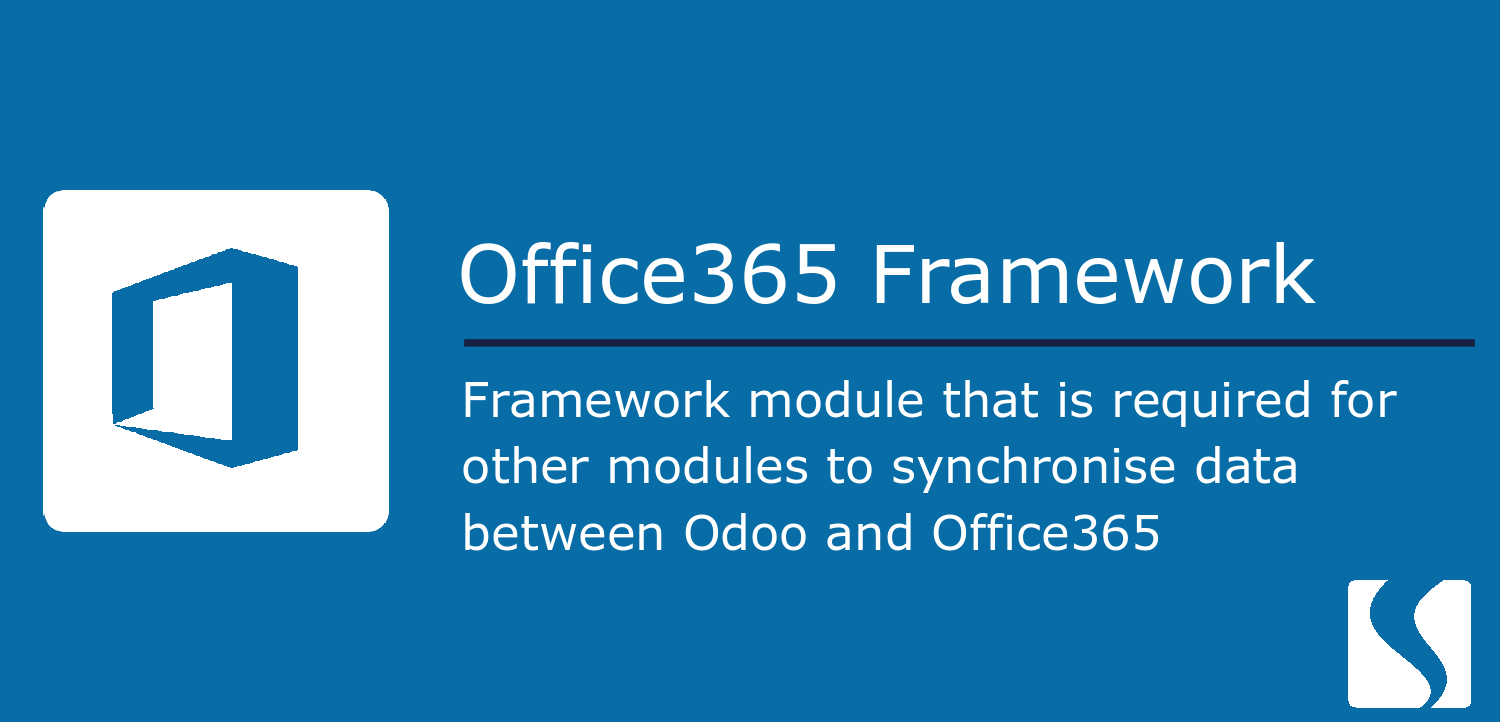 Office365 Framework
Framework module that is required for
other modules to synchronise data
between Odoo and Office365